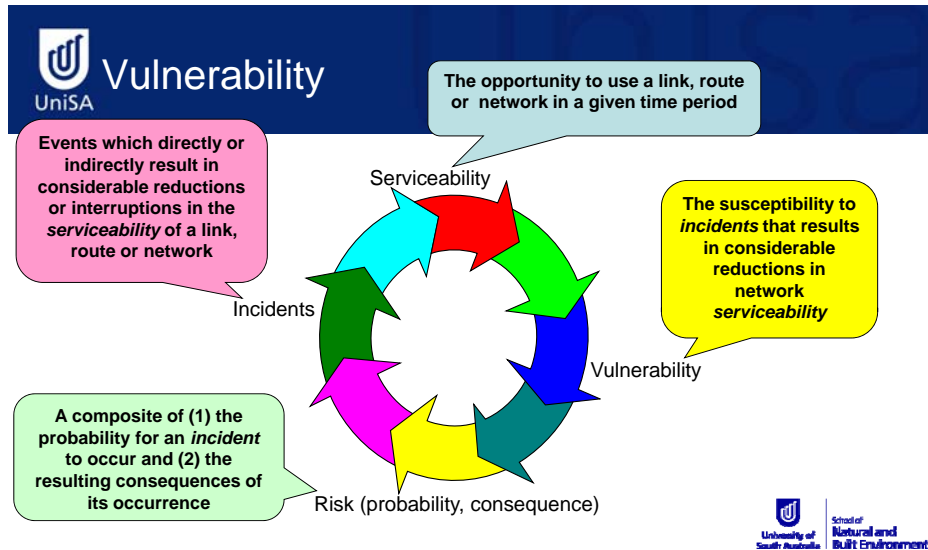 UniSA
Vulnerability
The opportunity to use a link, route
or network in a given time period
Events which directly or
indirectly result in
considerable reductions
or interruptions in the
serviceability of a link,
route or network
Serviceability
The susceptibility to
incidents that results
in considerable
reductions in
network
serviceability
Incidents
Vulnerability
A composite of (1) the
probability for an incident
to occur and (2) the
resulting consequences of
its occurrence
Risk (probability, consequence)
University of
South Australia
School of
Natural and
Built Environments